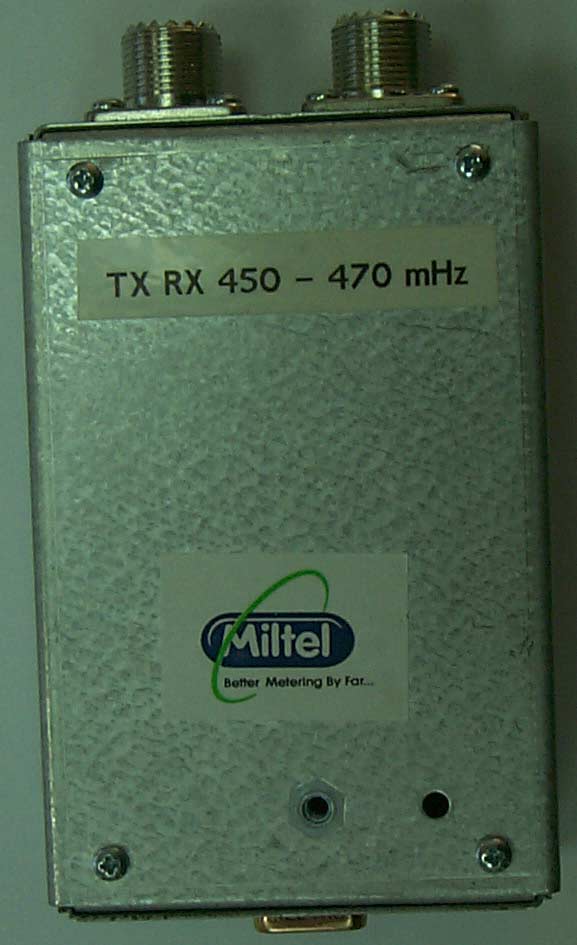 TX RX 450 – 470 mHz
Miltel
Better Metering By Far...